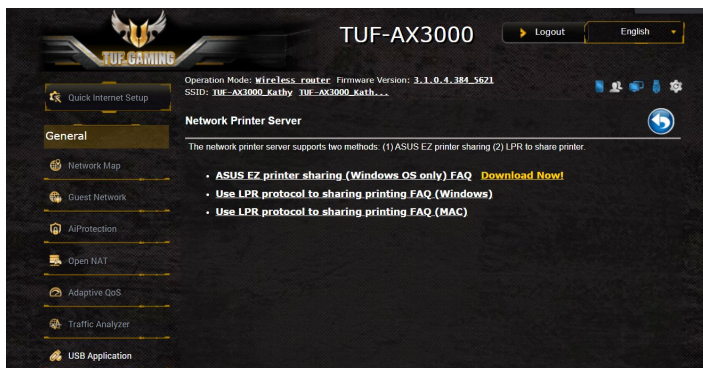 TUF GAMING
TUF-AX3000
Logout
English
Quick Internet Setup
Operation Mode: Wireless router Firmware Version: 3.1.0.4.384_5621
SSID: TUF-AX3000_Kathy TUF-AX3000_Kath...
Network Printer Server
The network printer server supports two methods: (1) ASUS EZ printer sharing (2) LPR to share printer.
ASUS EZ printer sharing (Windows OS only) FAQ Download Now!
Use LPR protocol to sharing printing FAQ (Windows)
Use LPR protocol to sharing printing FAQ (MAC)
General
Network Map
Guest Network
AiProtection
Open NAT
Adaptive QoS
Traffic Analyzer
USB Application